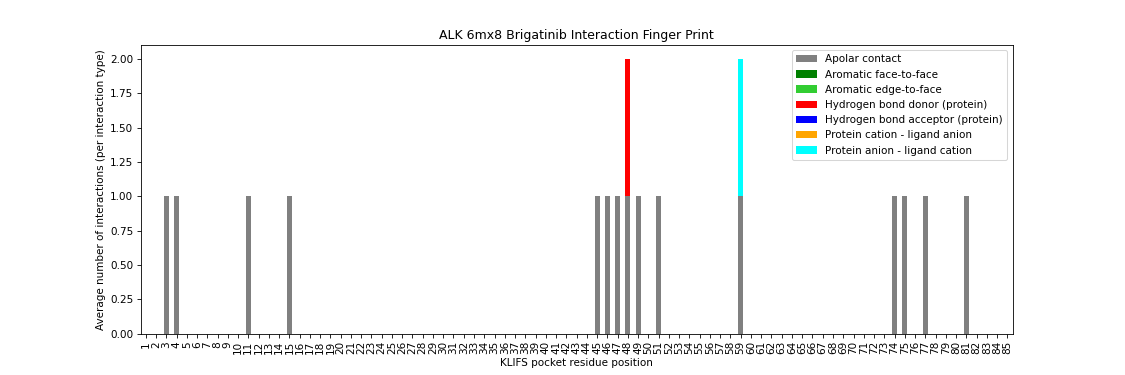 ALK 6mx8 Brigatinib Interaction Finger Print
Average number of interactions (per interaction type)
2.00
1.75
1.50
1.25
1.00
0.75
0.50
0.25
0.00
Apolar contact
Aromatic face-to-face
Aromatic edge-to-face
Hydrogen bond donor (protein)
Hydrogen bond acceptor (protein)
Protein cation - ligand anion
Protein anion - ligand cation
1 2 3 4 5 6 7 8 9 10 11 12 13 14 15 16 17 18 19 20 21 22 23 24 25 26 27 28 29 30 31 32 33 34 35 36 37 38 39 40 41 42 43 44 45 46 47 48 49 50 51 52 53 54 55 56 57 58 59 60 61 62 63 64 65 66 67 68 69 70 71 72 73 74 75 76 77 78 79 80 81 82 83 84 85
KLIFS pocket residue position